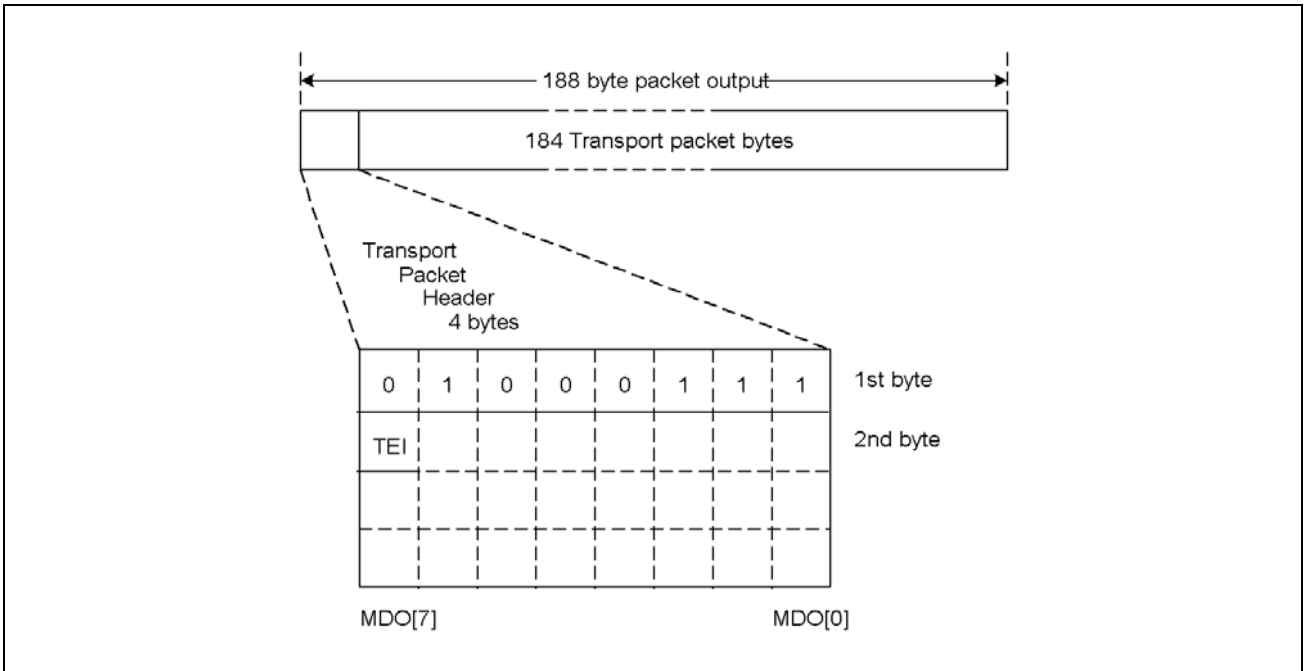 188 byte packet output
184 Transport packet bytes
Transport
Packet
Header
4 bytes
0 1 0 0 0 1 1 1 1st byte
TEI 2nd byte
MDO[7] MDO[0]